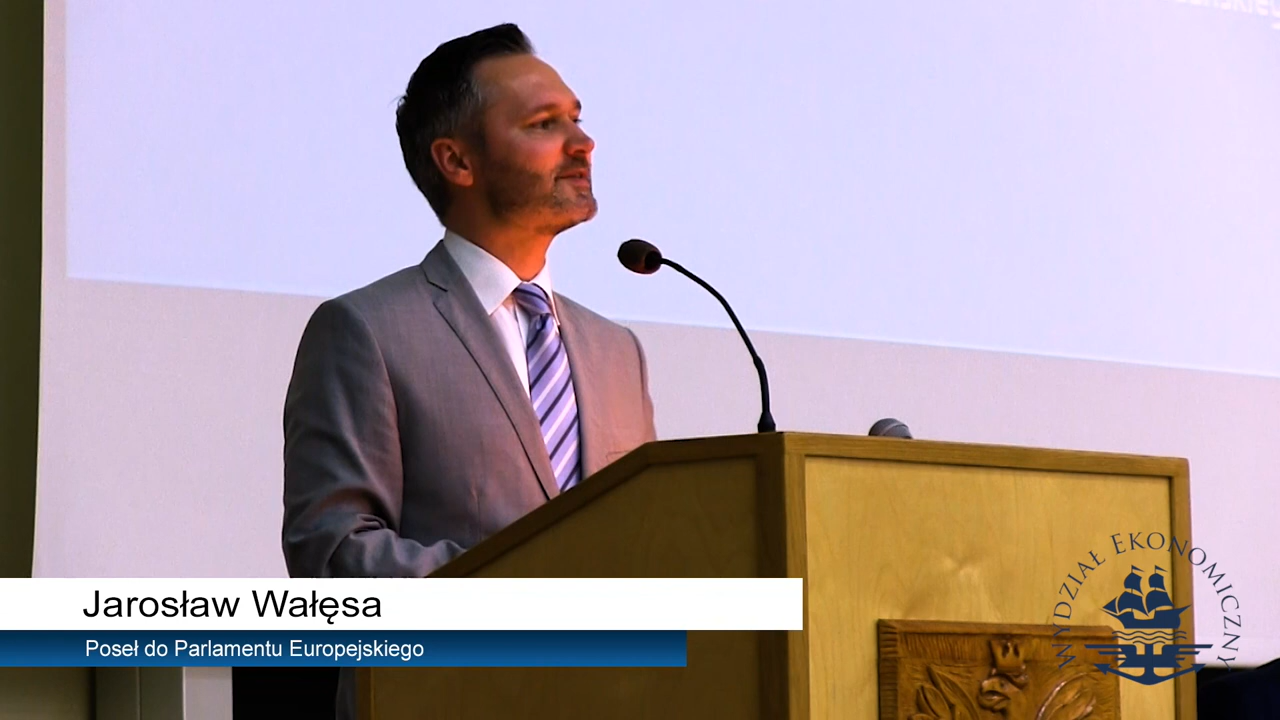 Jarosław Wałęsa
Poseł do Parlamentu Europejskiego
WYDZIAŁ EKONOMICZNY